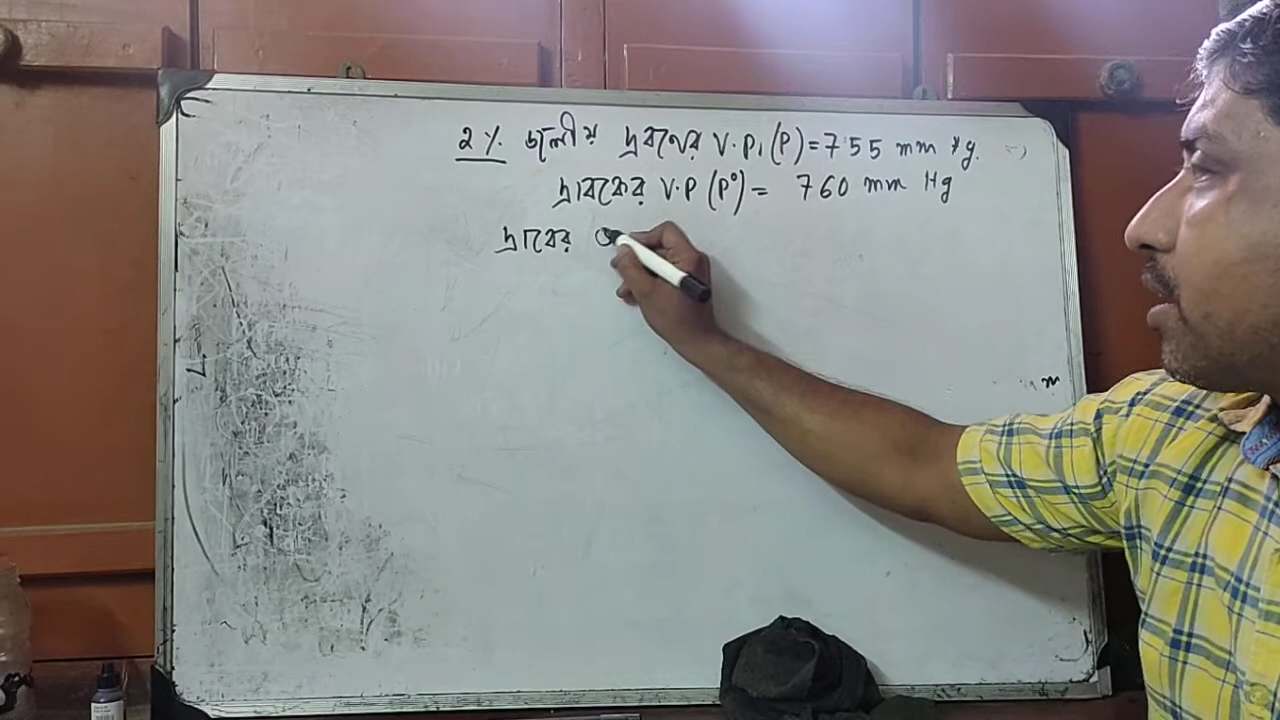 2 % জলীয় দ্রবণের V.P, (P) = 755 mm Hg.
দ্রাবকের V.P (P°) = 760 mm Hg
দ্রাবের